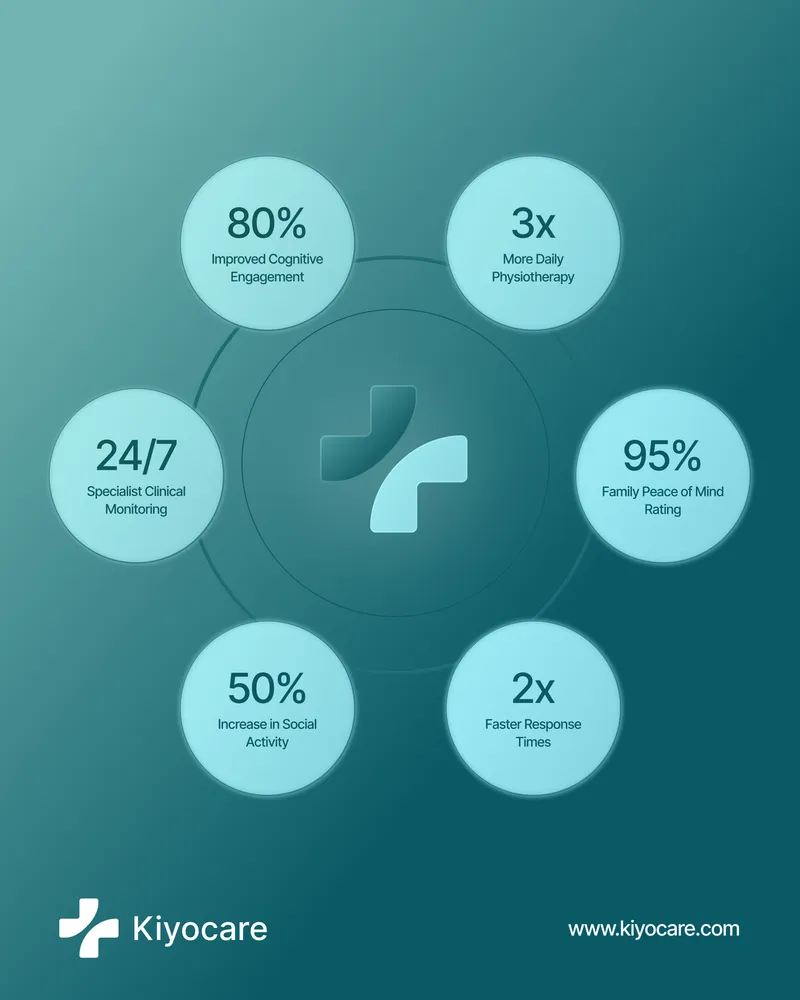 80%
Improved Cognitive
Engagement
3x
More Daily
Physiotherapy
24/7
Specialist Clinical
Monitoring
95%
Family Peace of Mind
Rating
50%
Increase in Social
Activity
2x
Faster Response
Times
Kiyocare
www.kiyocare.com